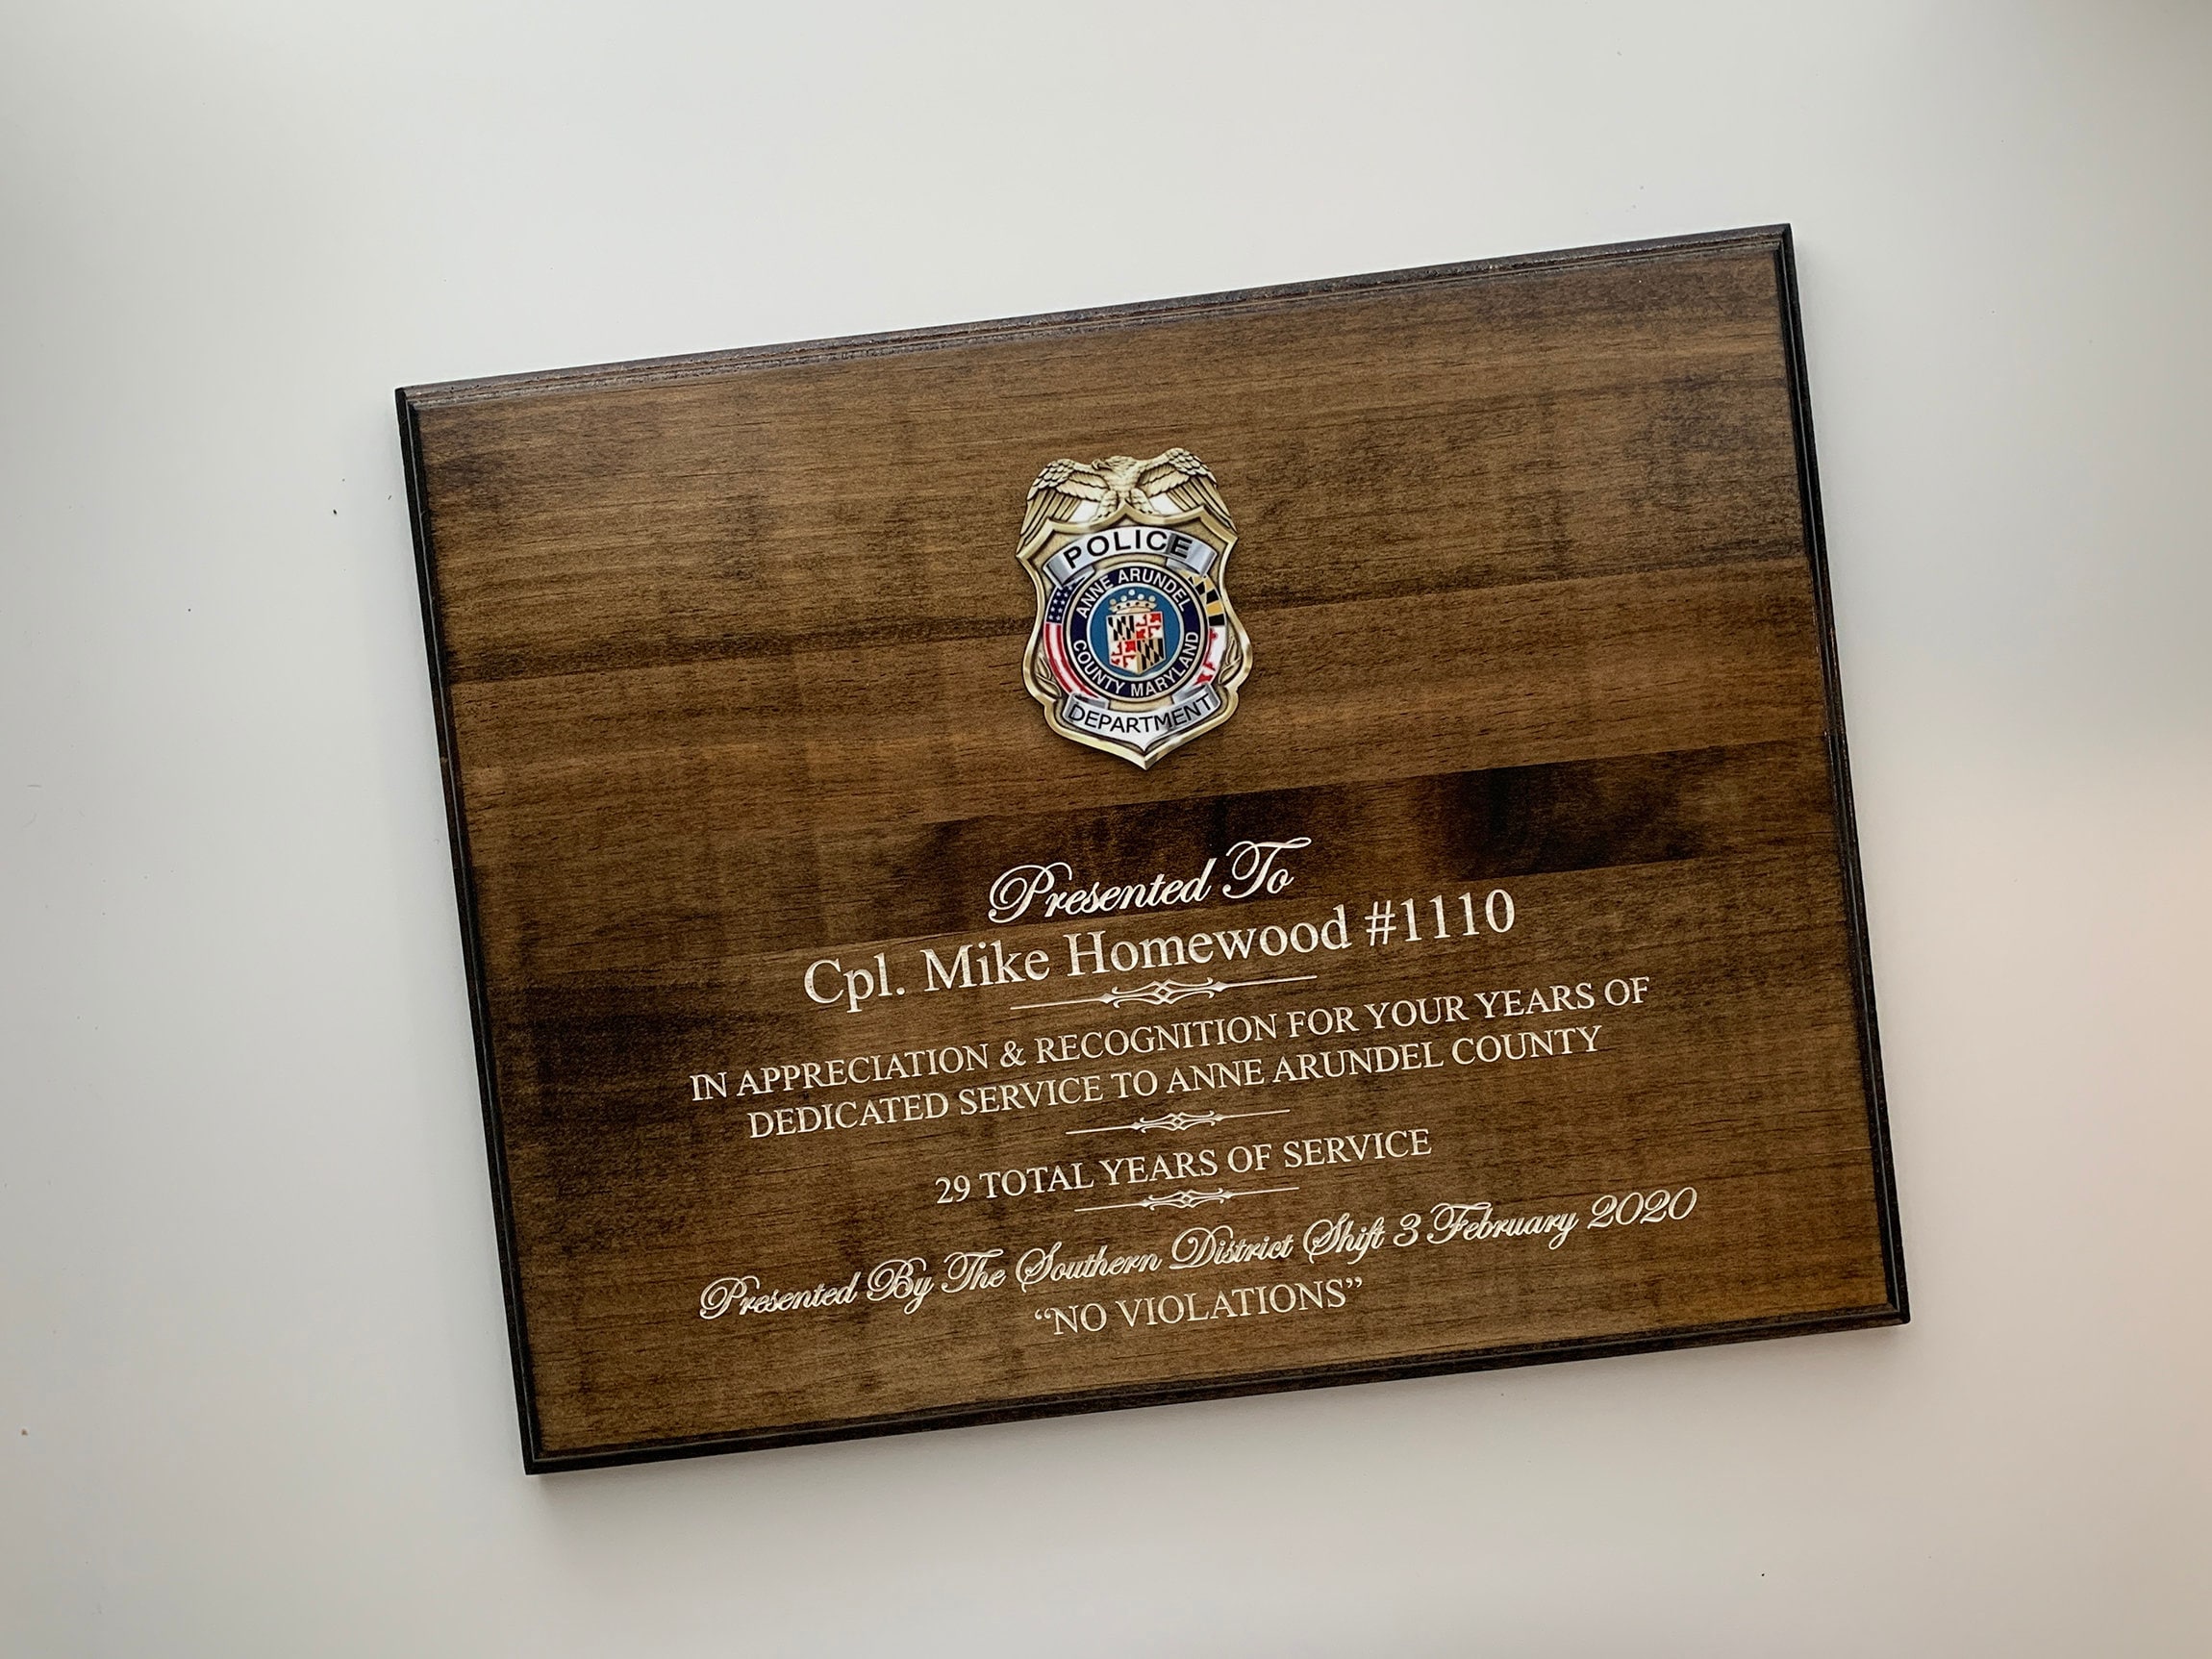 POLICE
ANNE ARUNDEL
COUNTY MARYLAND
DEPARTMENT
Presented To
Cpl. Mike Homewood #1110
IN APPRECIATION & RECOGNITION FOR YOUR YEARS OF
DEDICATED SERVICE TO ANNE ARUNDEL COUNTY
29 TOTAL YEARS OF SERVICE
Presented By The Southern District Shift 3 February 2020
“NO VIOLATIONS”